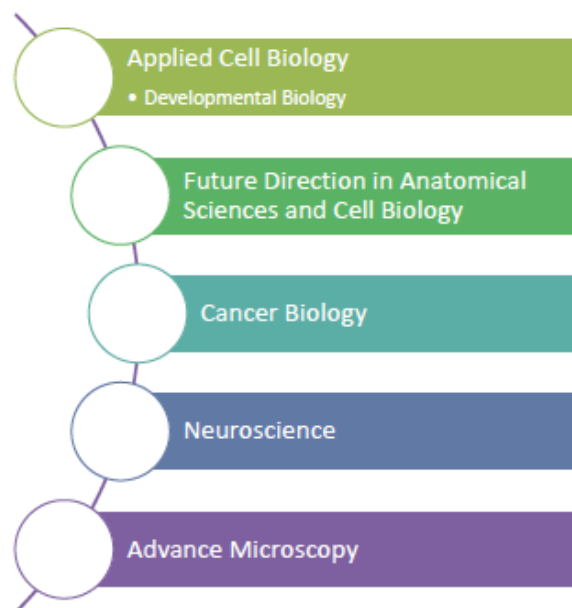 Applied Cell Biology
• Developmental Biology
Future Direction in Anatomical
Sciences and Cell Biology
Cancer Biology
Neuroscience
Advance Microscopy